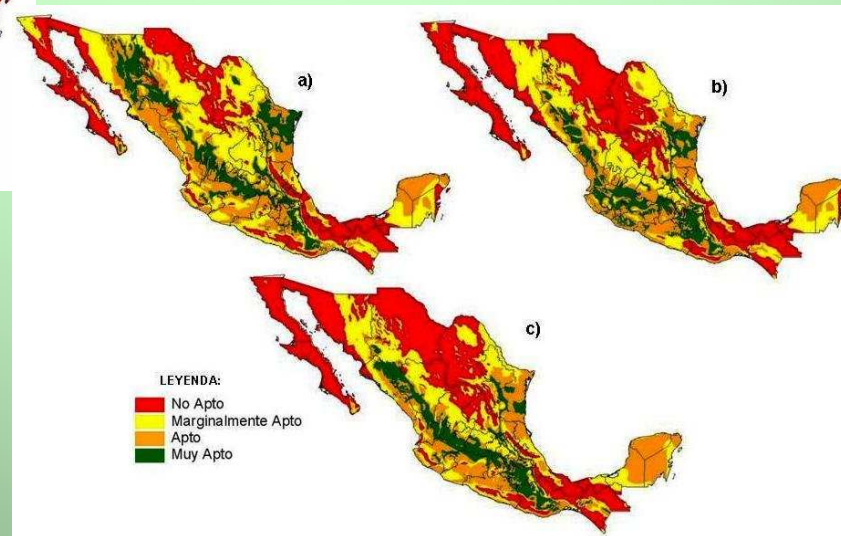 a)
b)
c)
LEYENDA:
No Apto
Marginalmente Apto
Apto
Muy Apto